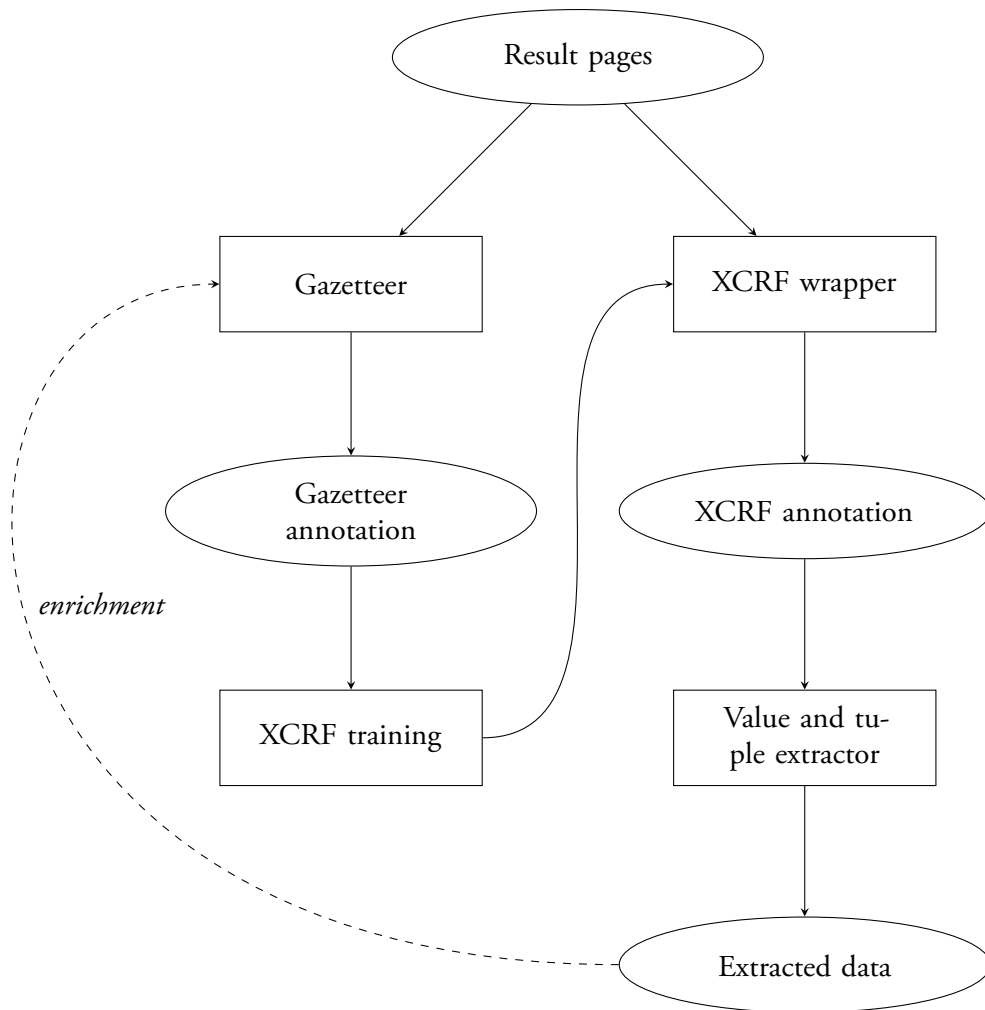 Result pages
Gazetteer
XCRF wrapper
Gazetteer
annotation
XCRF annotation
enrichment
XCRF training
Value and tu-
ple extractor
Extracted data